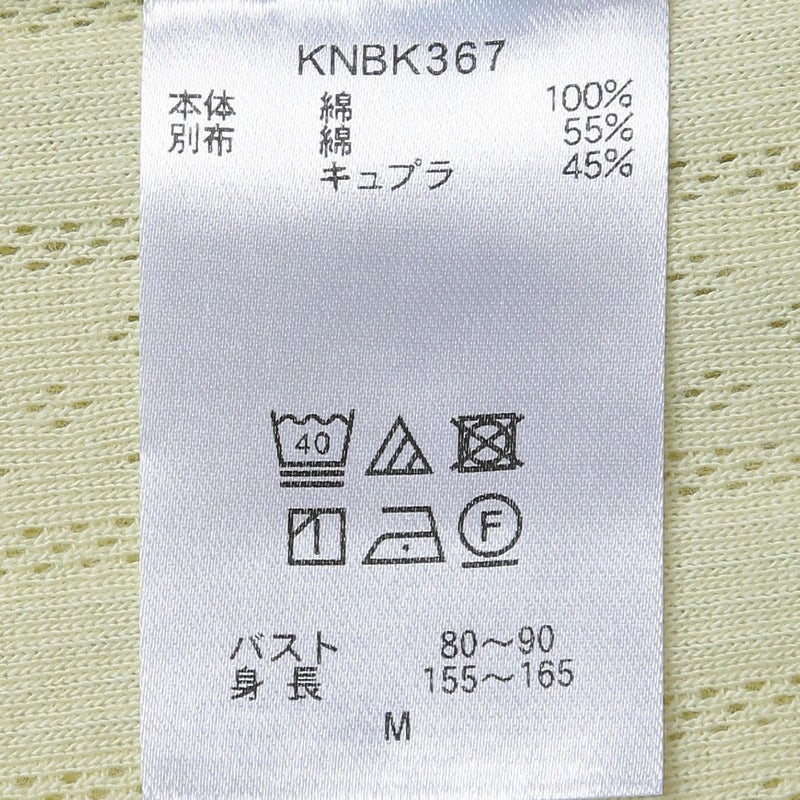 KNBK367
本体 綿 100%
別布 綿 55%
キュプラ 45%
40
F
バスト 80〜90
身長 155〜165
M